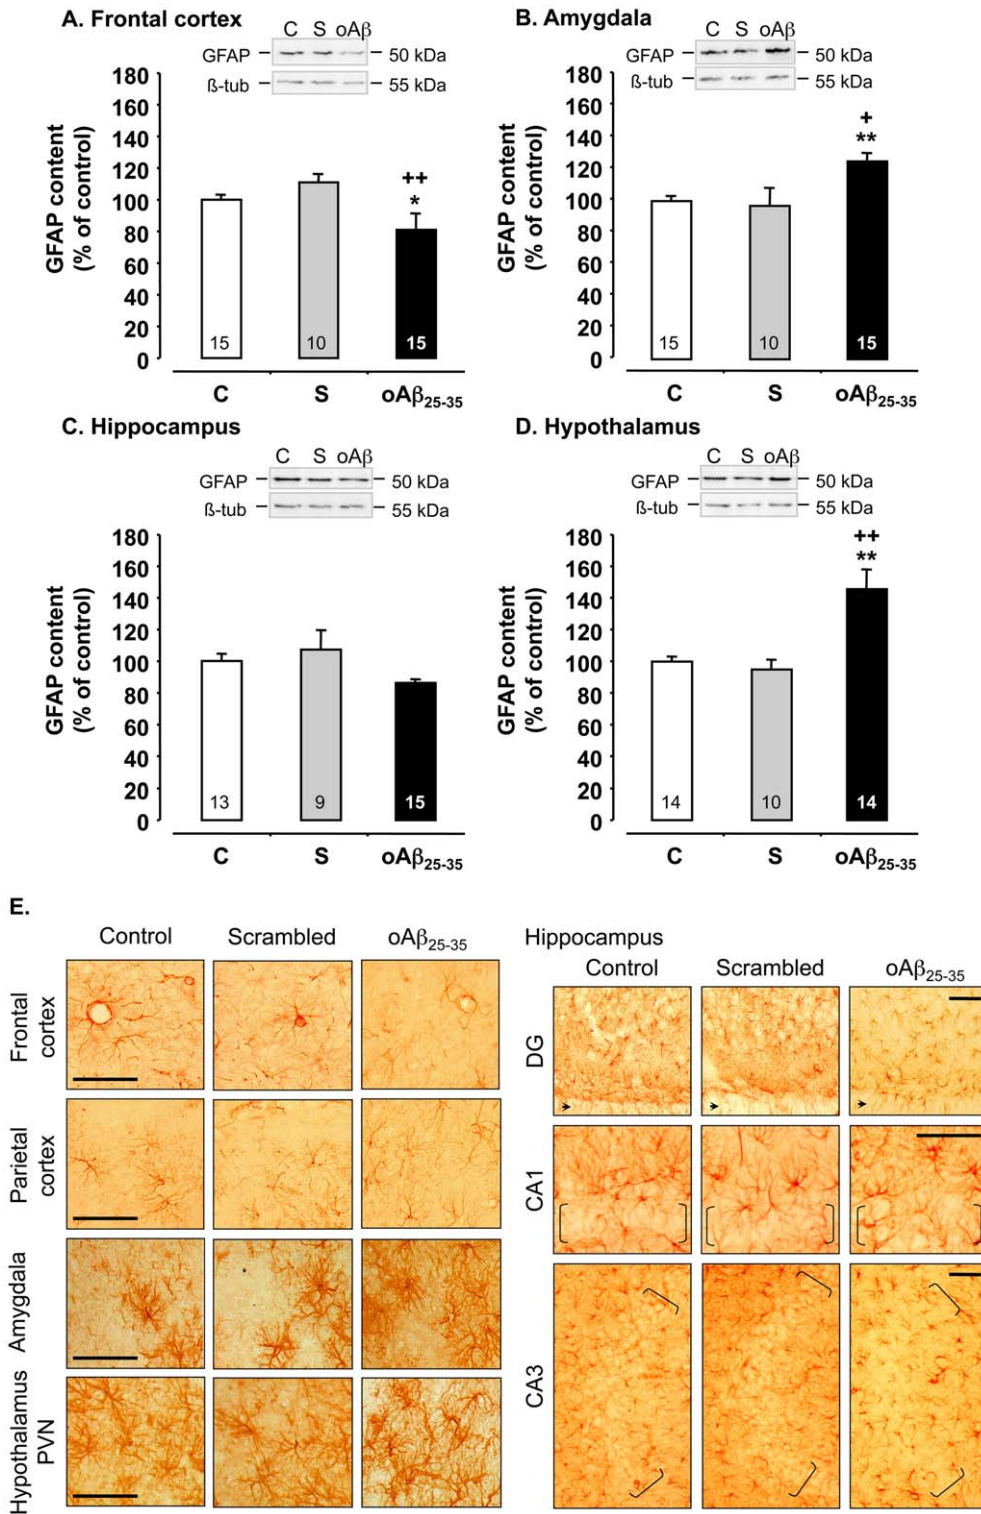 A. Frontal cortex
C S oAβ
GFAP 50 kDa
ß-tub 55 kDa
GFAP content
(% of control)
180
160
140
120
100
80
60
40
20
0
++
*
15 10 15
C S oAβ25-35
B. Amygdala
C S oAβ
GFAP 50 kDa
ß-tub 55 kDa
GFAP content
(% of control)
180
160
140
120
100
80
60
40
20
0
+
**
15 10 15
C S oAβ25-35
C. Hippocampus
C S oAβ
GFAP 50 kDa
ß-tub 55 kDa
GFAP content
(% of control)
180
160
140
120
100
80
60
40
20
0
13 9 15
C S oAβ25-35
D. Hypothalamus
C S oAβ
GFAP 50 kDa
ß-tub 55 kDa
GFAP content
(% of control)
180
160
140
120
100
80
60
40
20
0
++
**
14 10 14
C S oAβ25-35
E.
Control Scrambled oAβ25-35
Frontal
cortex
Parietal
cortex
Amygdala
Hypothalamus
PVN
Hippocampus
Control Scrambled oAβ25-35
DG
CA1
CA3